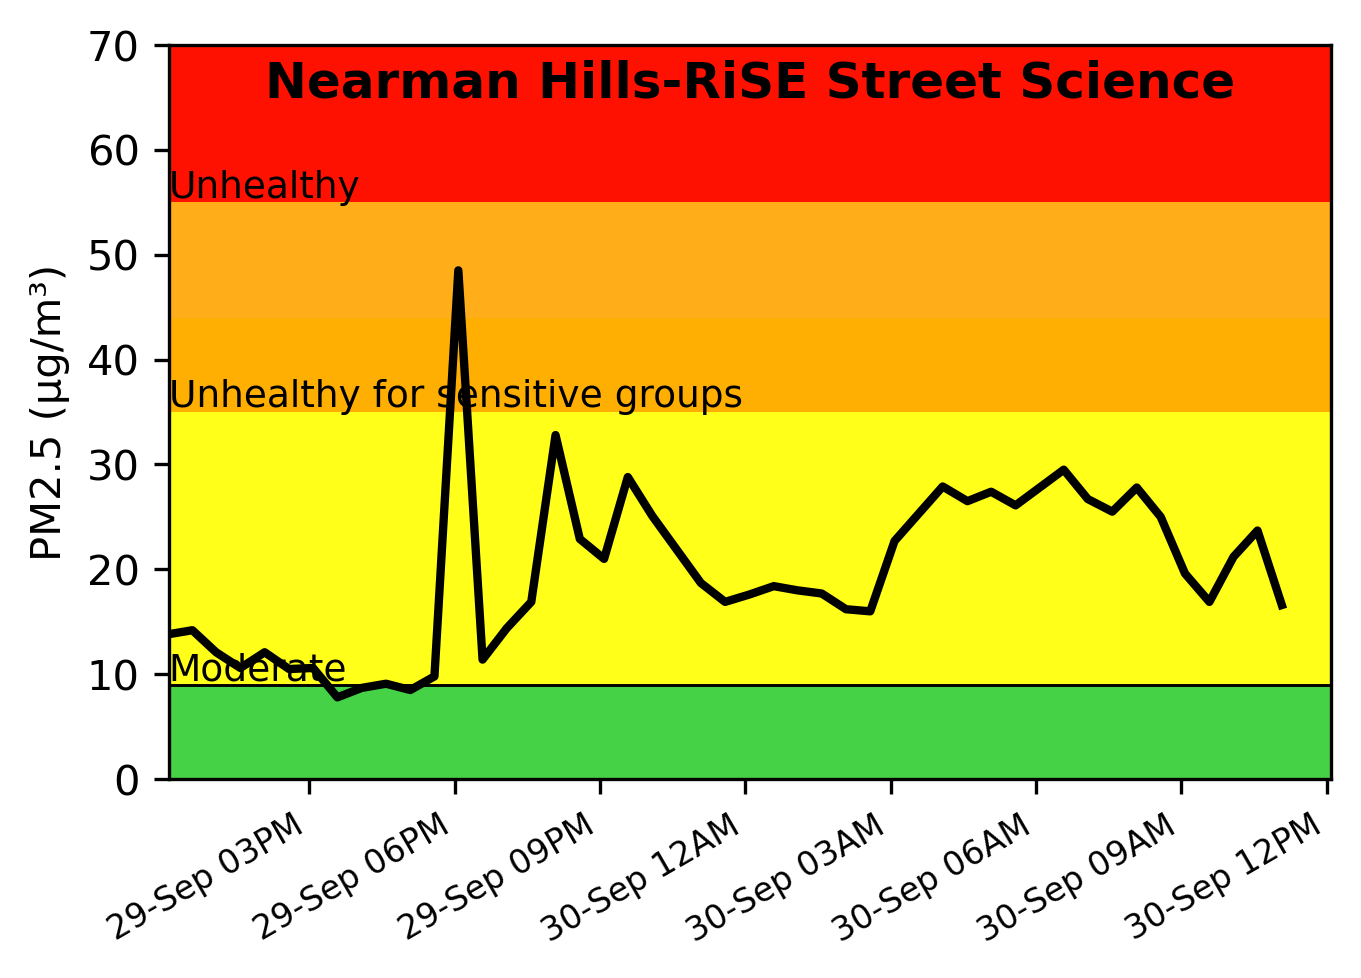 Nearman Hills-RiSE Street Science
PM2.5 (µg/m³)
70
60
50
40
30
20
10
0
Unhealthy
Unhealthy for sensitive groups
Moderate
29-Sep 03PM
29-Sep 06PM
29-Sep 09PM
30-Sep 12AM
30-Sep 03AM
30-Sep 06AM
30-Sep 09AM
30-Sep 12PM